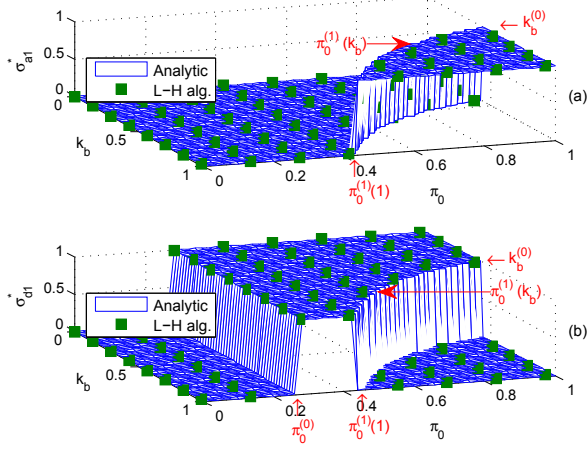 1
0.5
0
σ*a1
Analytic
L−H alg.
π0(1)(kb)
kb(0)
(a)
0
0.5
1
kb
0
0.2
0.4
0.6
0.8
1
π0(1)(1)
π0
1
0.5
0
σ*d1
Analytic
L−H alg.
kb(0)
π0(1)(kb)
(b)
0
0.5
1
kb
0
0.2
0.4
0.6
0.8
1
π0(0)
π0(1)(1)
π0